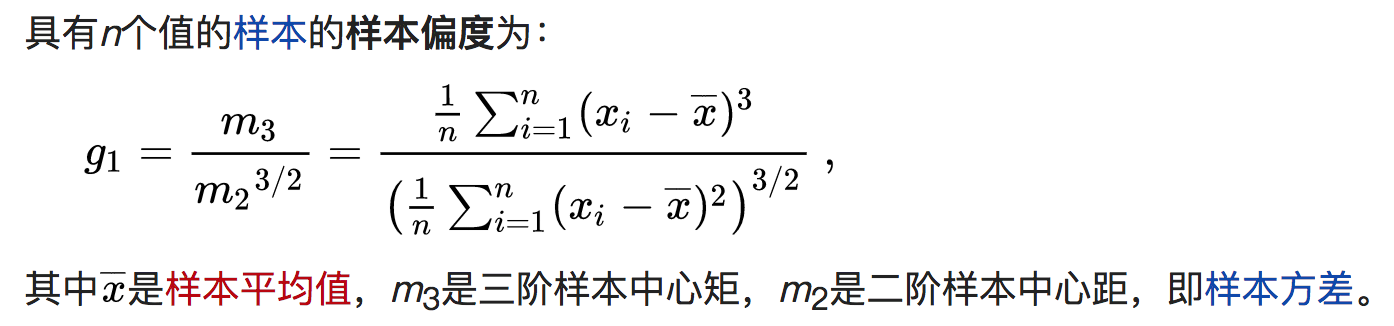 具有n个值的样本的样本偏度为：
g₁ = m₃ / m₂^{3/2} = (1/n ∑_{i=1}^{n} (x_i − x̄)³) / (1/n ∑_{i=1}^{n} (x_i − x̄)²)^{3/2} ,
其中x̄是样本平均值，m₃是三阶样本中心矩，m₂是二阶样本中心距，即样本方差。